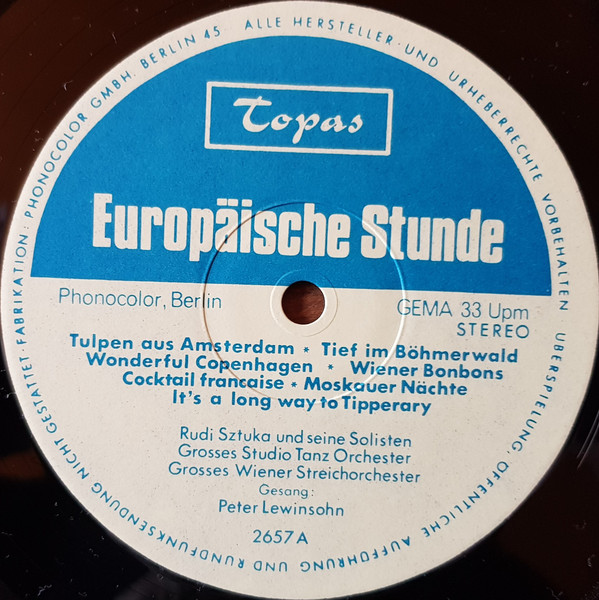 Topas
Europäische Stunde
Phonocolor, Berlin
GEMA 33 Upm
STEREO
Tulpen aus Amsterdam * Tief im Böhmerwald
Wonderful Copenhagen * Wiener Bonbons
Cocktail francaise * Moskauer Nächte
It's a long way to Tipperary
Rudi Sztuka und seine Solisten
Grosses Studio Tanz Orchester
Grosses Wiener Streichorchester
Gesang:
Peter Lewinsohn
2657 A
FABRIKATION: PHONOCOLOR GMBH. BERLIN 45 · ALLE HERSTELLER- UND URHEBERRECHTE VORBEHALTEN · ÜBERSPIELUNG, ÖFFENTLICHE AUFFÜHRUNG UND RUNDFUNKSENDUNG NICHT GESTATTET ·